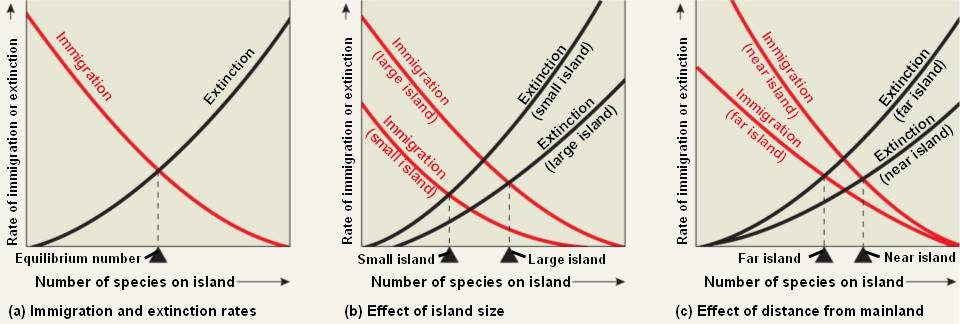 Rate of immigration or extinction
Immigration
Extinction
Equilibrium number
Number of species on island
(a) Immigration and extinction rates
Rate of immigration or extinction
Immigration
(large island)
Immigration
(small island)
Extinction
(small island)
Extinction
(large island)
Small island
Large island
Number of species on island
(b) Effect of island size
Rate of immigration or extinction
Immigration
(near island)
Immigration
(far island)
Extinction
(far island)
Extinction
(near island)
Far island
Near island
Number of species on island
(c) Effect of distance from mainland